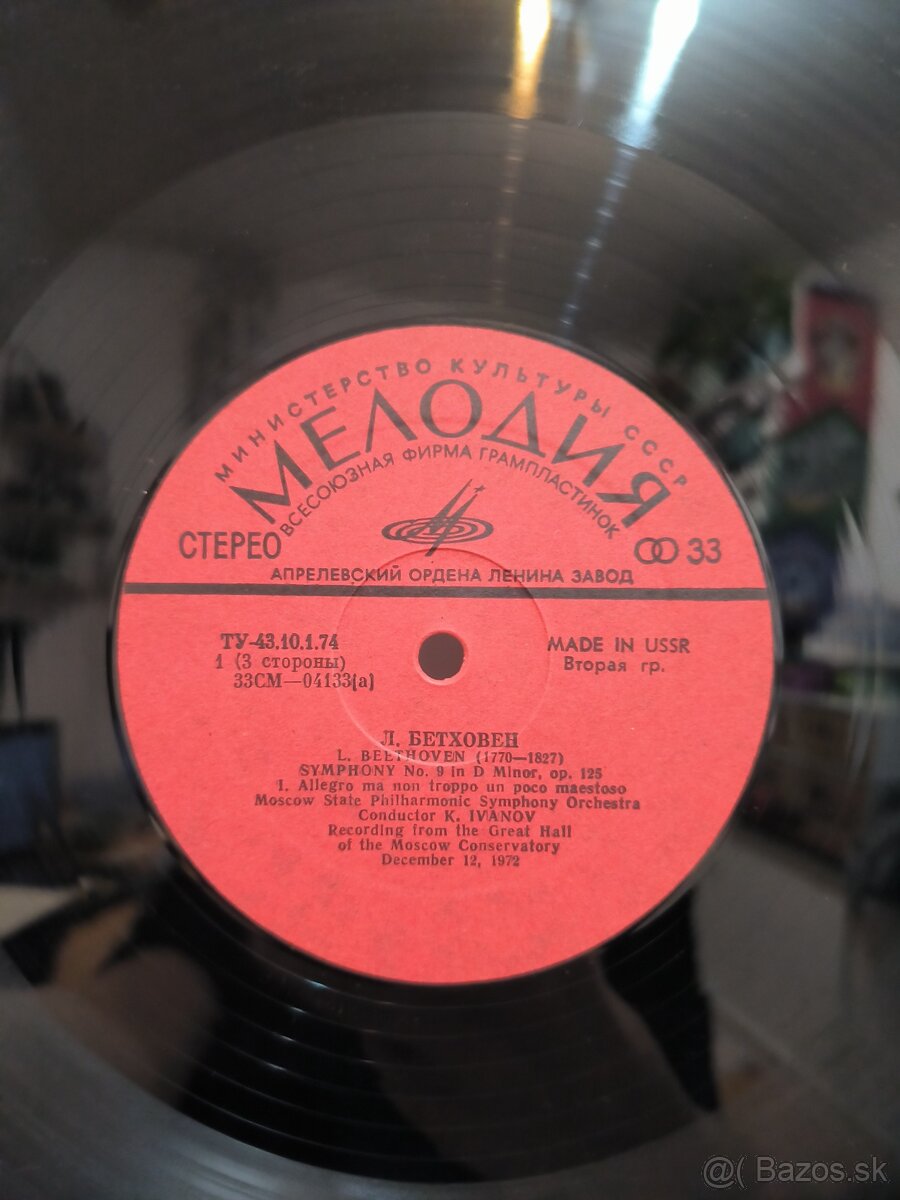 МИНИСТЕРСТВО КУЛЬТУРЫ СССР
МЕЛОДИЯ
ВСЕСОЮЗНАЯ ФИРМА ГРАМПЛАСТИНОК
СТЕРЕО
33
АПРЕЛЕВСКИЙ ОРДЕНА ЛЕНИНА ЗАВОД
ТУ-43.10.1.74
1 (3 стороны)
33СМ—04133(а)
MADE IN USSR
Вторая гр.
Л. БЕТХОВЕН
L. BEETHOVEN (1770—1827)
SYMPHONY No. 9 in D Minor, op. 125
1. Allegro ma non troppo un poco maestoso
Moscow State Philharmonic Symphony Orchestra
Conductor K. IVANOV
Recording from the Great Hall
of the Moscow Conservatory
December 12, 1972
@( Bazos.sk